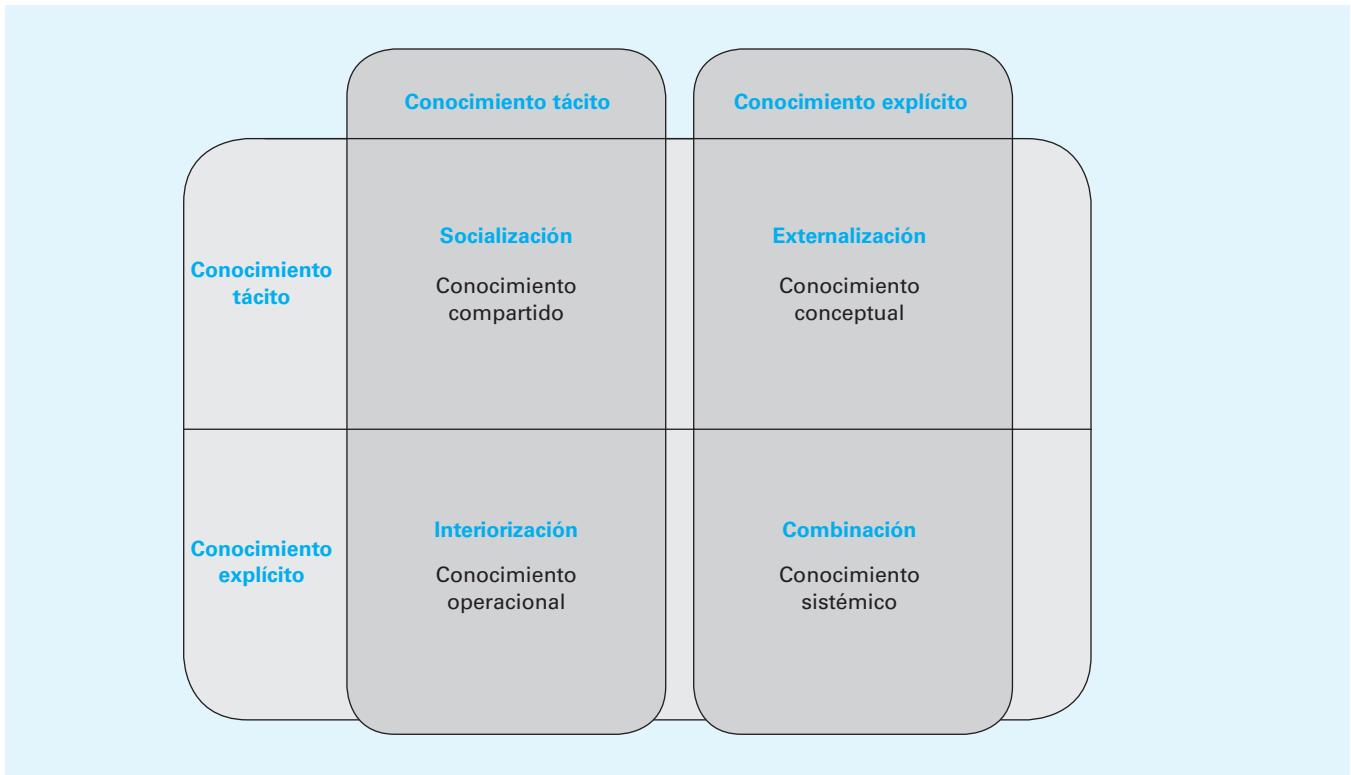 Conocimiento tácito
Conocimiento explícito
Conocimiento
tácito
Socialización
Conocimiento
compartido
Externalización
Conocimiento
conceptual
Conocimiento
explícito
Interiorización
Conocimiento
operacional
Combinación
Conocimiento
sistémico